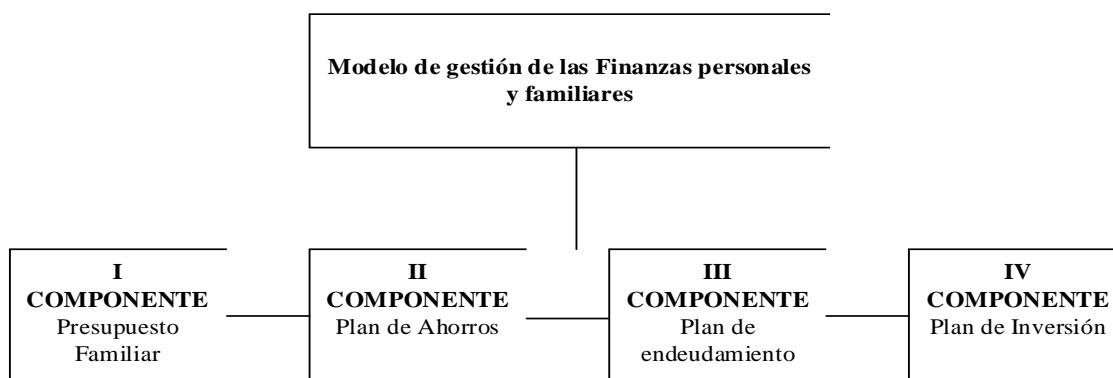 Modelo de gestión de las Finanzas personales
y familiares
I
COMPONENTE
Presupuesto
Familiar
II
COMPONENTE
Plan de Ahorros
III
COMPONENTE
Plan de
endeudamiento
IV
COMPONENTE
Plan de Inversión